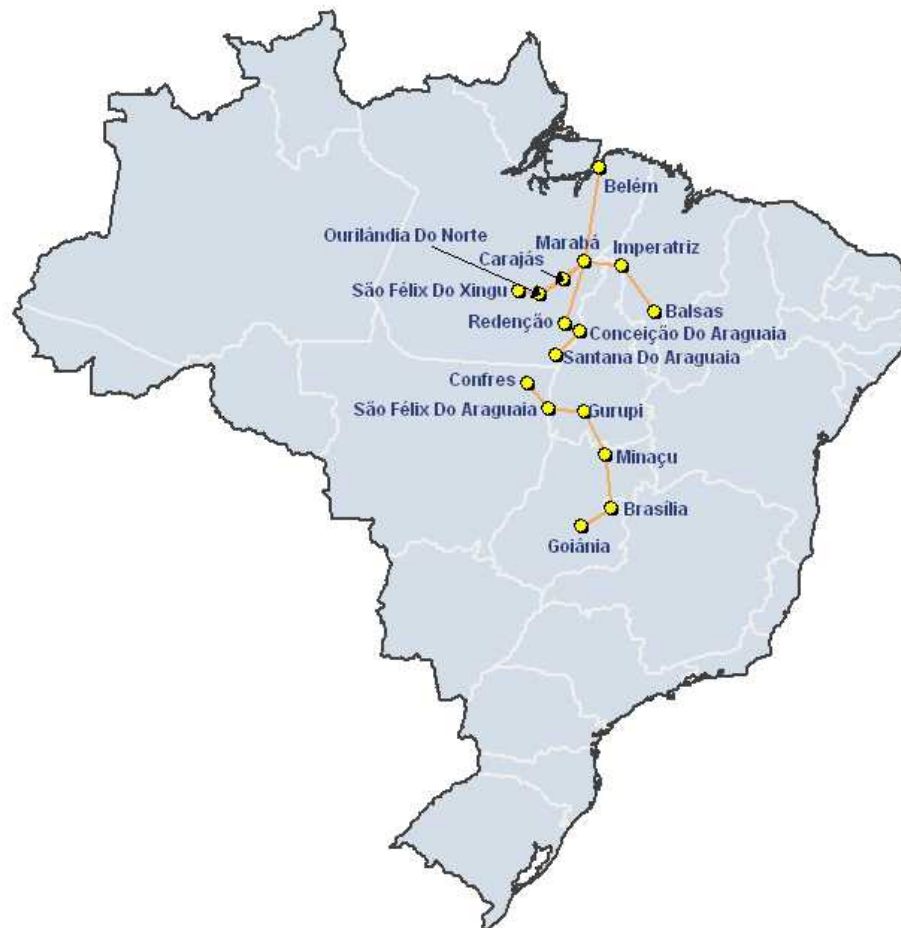 Belém
Ourilândia Do Norte
Marabá
Imperatriz
Carajás
São Félix Do Xingu
Balsas
Redenção
Conceição Do Araguaia
Santana Do Araguaia
Confres
São Félix Do Araguaia
Gurupi
Minaçu
Brasília
Goiânia